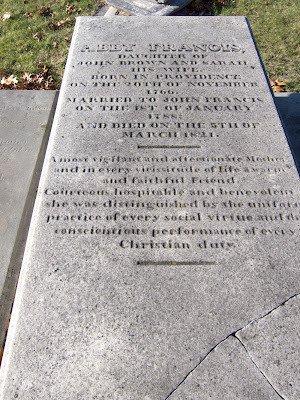 ABBY FRANCIS,
DAUGHTER OF
JOHN BROWN AND SARAH
HIS WIFE,
BORN IN PROVIDENCE
ON THE 20TH OF NOVEMBER
1766.
MARRIED TO JOHN FRANCIS
ON THE 1ST OF JANUARY
1788:
AND DIED ON THE 5TH OF
MARCH 1821.
A most vigilant and affectionate Mother
and in every vicissitude of life a warm
and faithful Friend
Courteous hospitable and benevolent
she was distinguished by the uniform
practice of every social virtue and
conscientious performance of every
Christian duty.